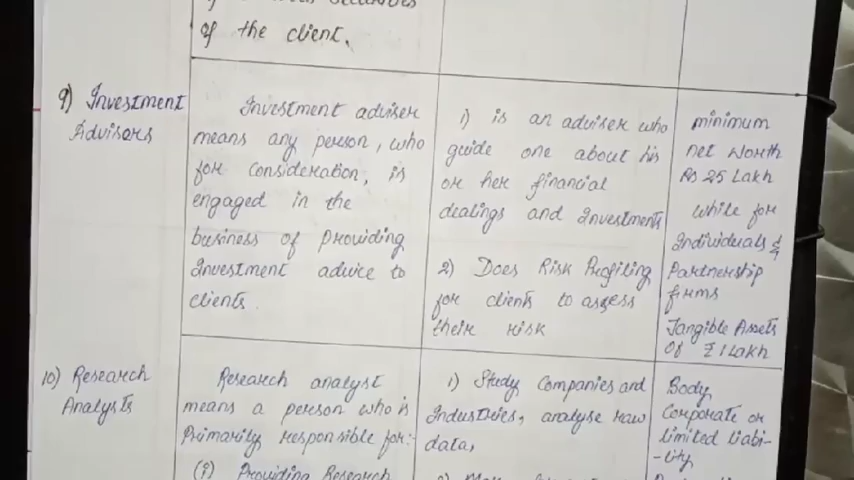 of the client.
9) Investment Advisors
Investment adviser
means any person, who
for consideration, is
engaged in the
business of providing
Investment advice to
clients.
1) is an adviser who
guide one about his
or her financial
dealings and Investments
2) Does Risk Profiling
for clients to assess
their risk
minimum
net worth
Rs 25 Lakh
while for
Individuals &
Partnership
firms
Tangible Assets
of ₹ 1 Lakh
10) Research
Analysts
Research analyst
means a person who is
Primarily responsible for:-
(i) Providing Research
1) Study Companies and
Industries, analyse raw
data,
Body
Corporate or
limited liabi-
-lity